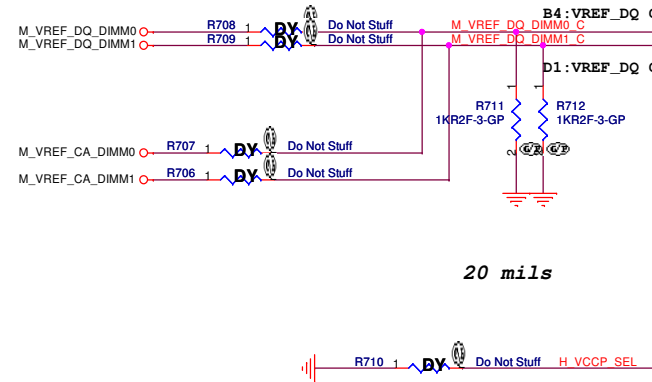 B4:VREF_DQ
M_VREF_DQ_DIMM0 R708 1 DY Do Not Stuff M_VREF_DQ_DIMM0_C
M_VREF_DQ_DIMM1 R709 1 DY Do Not Stuff M_VREF_DQ_DIMM1_C
D1:VREF_DQ
1 1
R711 R712
1KR2F-3-GP 1KR2F-3-GP
2 2
M_VREF_CA_DIMM0 R707 1 DY Do Not Stuff
M_VREF_CA_DIMM1 R706 1 DY Do Not Stuff
20 mils
R710 1 DY Do Not Stuff H_VCCP_SEL